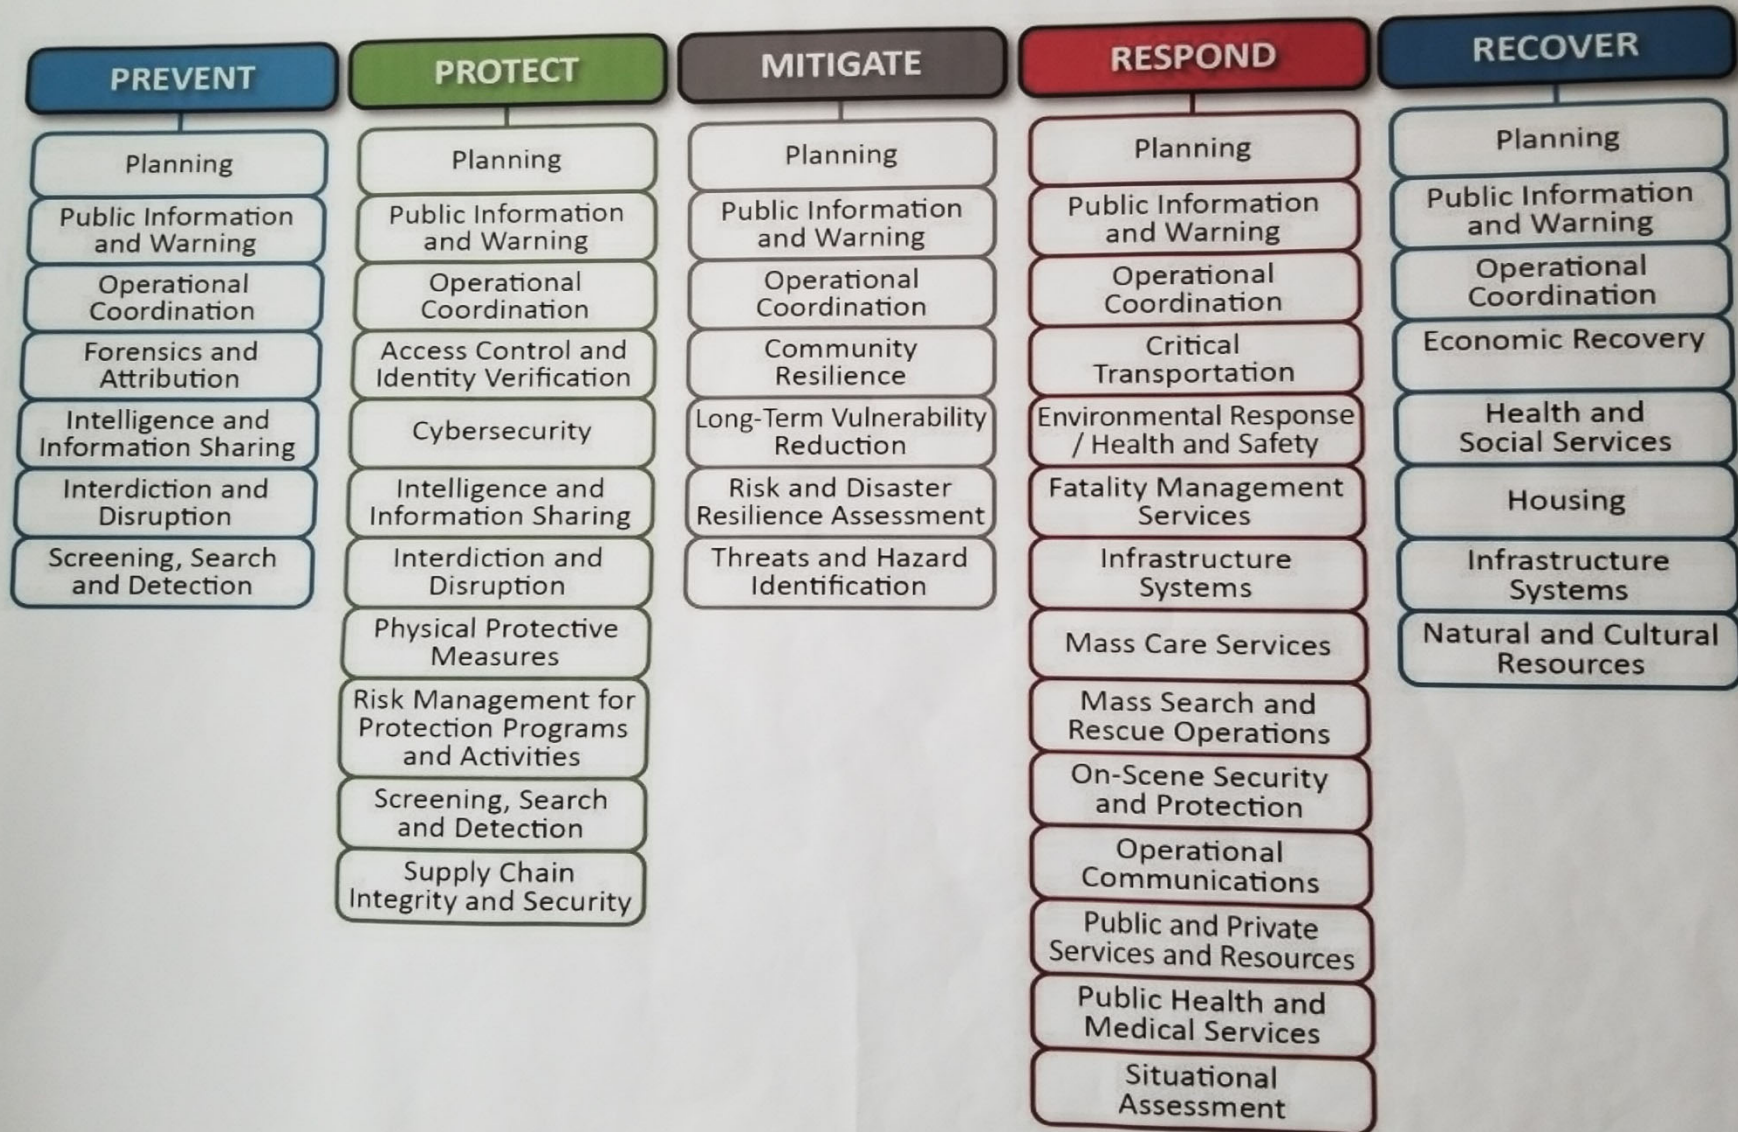 PREVENT
Planning
Public Information
and Warning
Operational
Coordination
Forensics and
Attribution
Intelligence and
Information Sharing
Interdiction and
Disruption
Screening, Search
and Detection
PROTECT
Planning
Public Information
and Warning
Operational
Coordination
Access Control and
Identity Verification
Cybersecurity
Intelligence and
Information Sharing
Interdiction and
Disruption
Physical Protective
Measures
Risk Management for
Protection Programs
and Activities
Screening, Search
and Detection
Supply Chain
Integrity and Security
MITIGATE
Planning
Public Information
and Warning
Operational
Coordination
Community
Resilience
Long-Term Vulnerability
Reduction
Risk and Disaster
Resilience Assessment
Threats and Hazard
Identification
RESPOND
Planning
Public Information
and Warning
Operational
Coordination
Critical
Transportation
Environmental Response
/ Health and Safety
Fatality Management
Services
Infrastructure
Systems
Mass Care Services
Mass Search and
Rescue Operations
On-Scene Security
and Protection
Operational
Communications
Public and Private
Services and Resources
Public Health and
Medical Services
Situational
Assessment
RECOVER
Planning
Public Information
and Warning
Operational
Coordination
Economic Recovery
Health and
Social Services
Housing
Infrastructure
Systems
Natural and Cultural
Resources